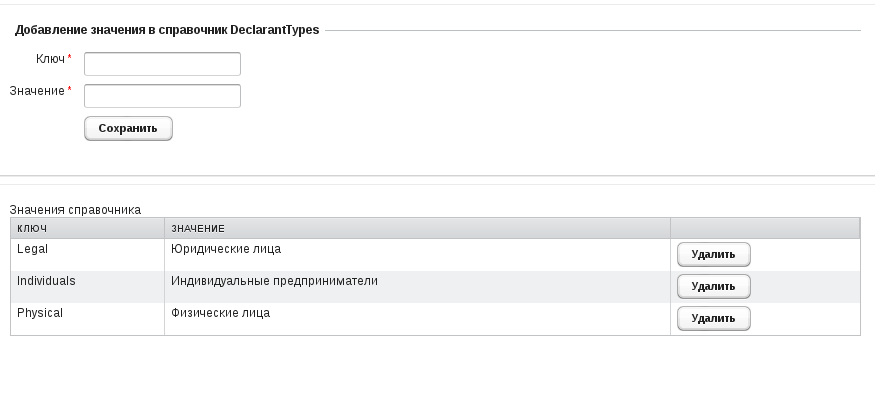 Добавление значения в справочник DeclarantTypes
Ключ *
Значение *
Сохранить
Значения справочника
КЛЮЧ ЗНАЧЕНИЕ
Legal Юридические лица Удалить
Individuals Индивидуальные предприниматели Удалить
Physical Физические лица Удалить